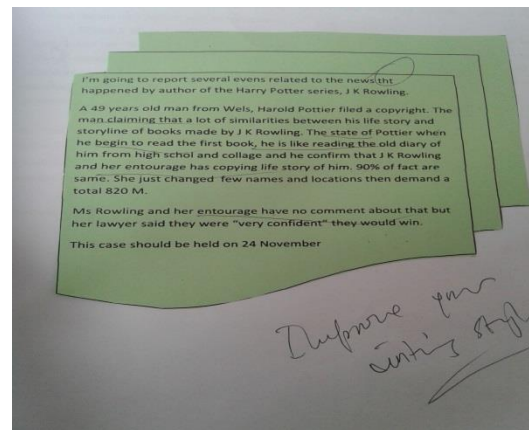 I'm going to report several evens related to the news tht
happened by author of the Harry Potter series, J K Rowling.
A 49 years old man from Wels, Harold Pottier filed a copyright. The
man claiming that a lot of similarities between his life story and
storyline of books made by J K Rowling. The state of Pottier when
he begin to read the first book, he is like reading the old diary of
him from high schol and collage and he confirm that J K Rowling
and her entourage has copying life story of him. 90% of fact are
same. She just changed few names and locations then demand a
total 820 M.
Ms Rowling and her entourage have no comment about that but
her lawyer said they were "very confident" they would win.
This case should be held on 24 November
Improve your
writing style